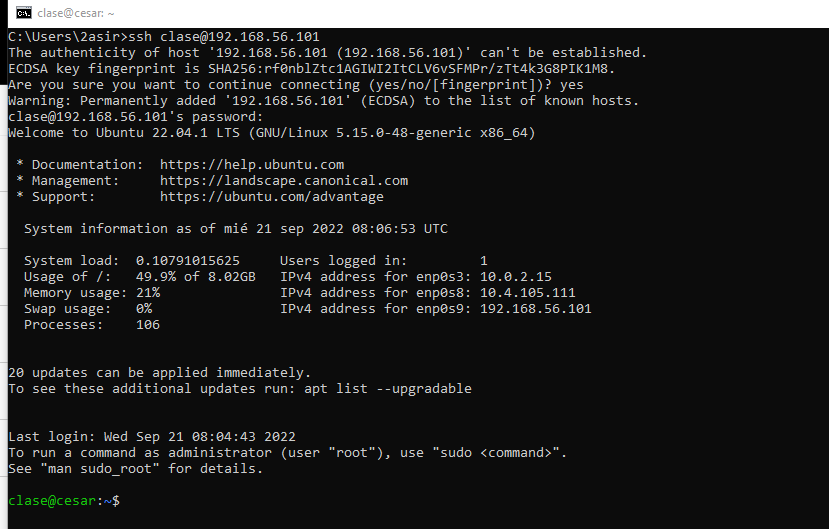 clase@cesar: ~
C:\Users\2asir>ssh clase@192.168.56.101
The authenticity of host '192.168.56.101 (192.168.56.101)' can't be established.
ECDSA key fingerprint is SHA256:rf0nblZtc1AGIWI2ItCLV6vSFMPr/zTt4k3G8PIK1M8.
Are you sure you want to continue connecting (yes/no/[fingerprint])? yes
Warning: Permanently added '192.168.56.101' (ECDSA) to the list of known hosts.
clase@192.168.56.101's password:
Welcome to Ubuntu 22.04.1 LTS (GNU/Linux 5.15.0-48-generic x86_64)
* Documentation:  https://help.ubuntu.com
* Management:     https://landscape.canonical.com
* Support:        https://ubuntu.com/advantage
System information as of mié 21 sep 2022 08:06:53 UTC
System load:  0.10791015625     Users logged in:         1
Usage of /:   49.9% of 8.02GB   IPv4 address for enp0s3: 10.0.2.15
Memory usage: 21%               IPv4 address for enp0s8: 10.4.105.111
Swap usage:   0%                IPv4 address for enp0s9: 192.168.56.101
Processes:    106
20 updates can be applied immediately.
To see these additional updates run: apt list --upgradable
Last login: Wed Sep 21 08:04:43 2022
To run a command as administrator (user "root"), use "sudo <command>".
See "man sudo_root" for details.
clase@cesar:~$